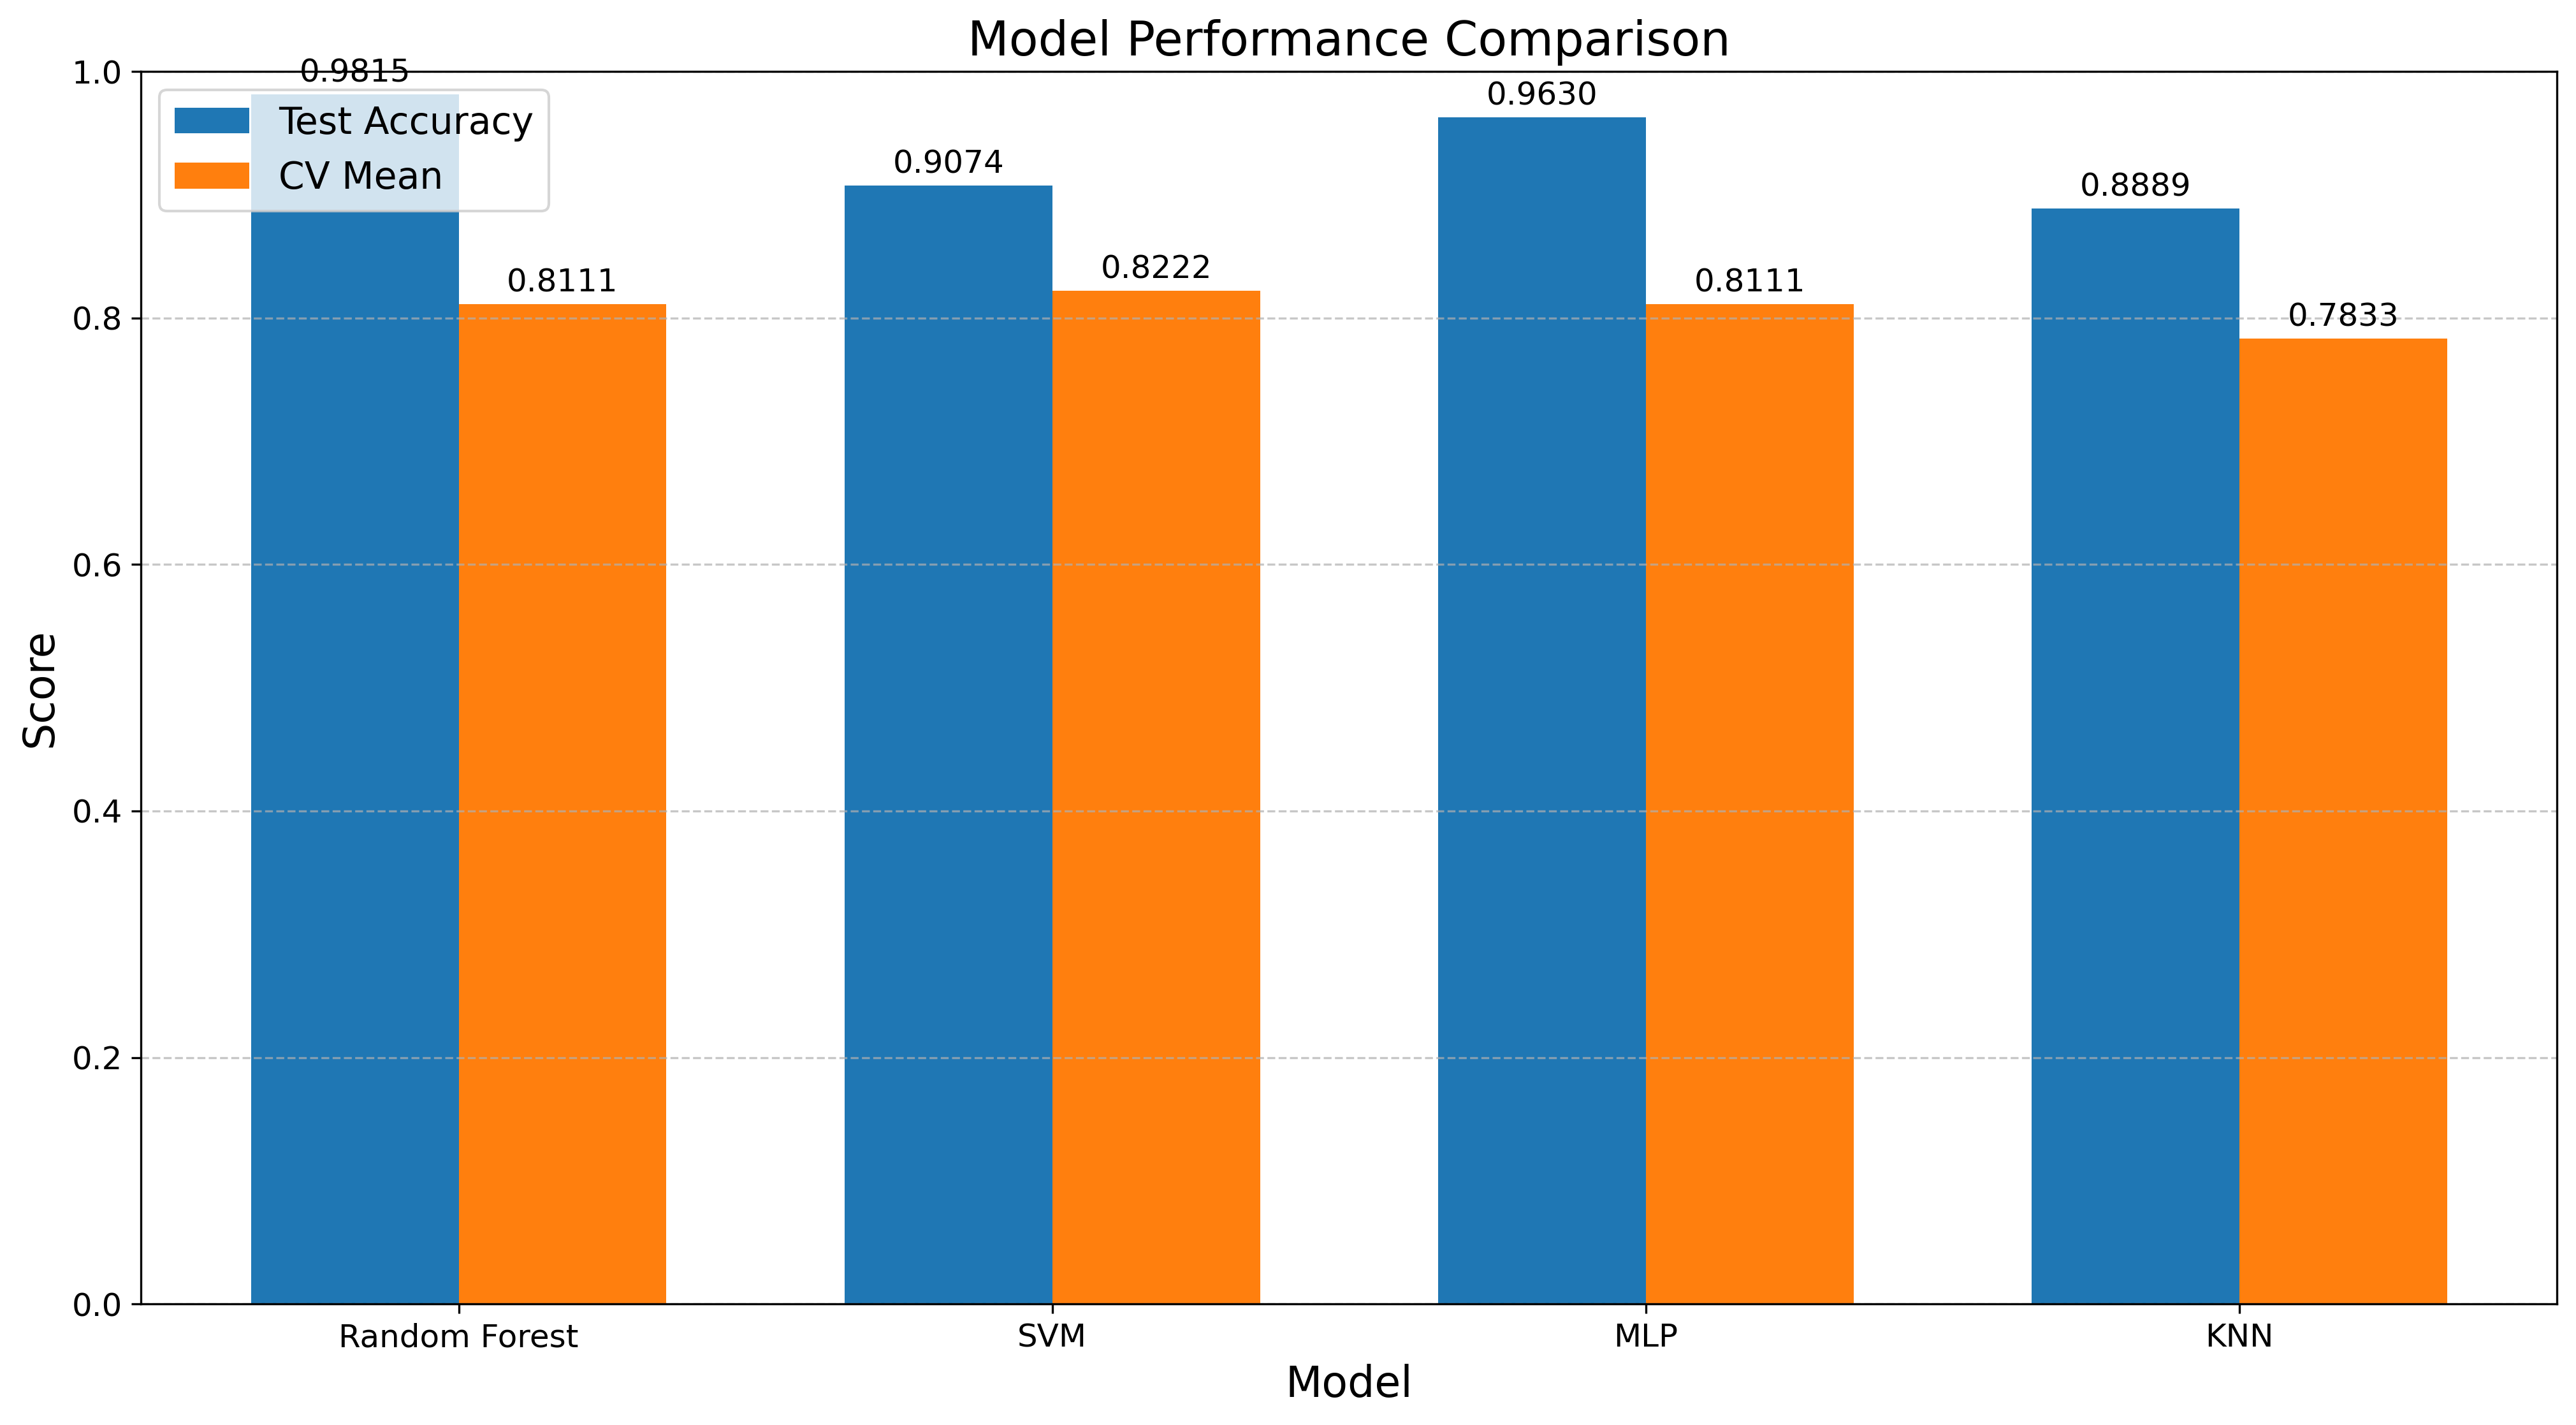 Model Performance Comparison
Score
1.0
0.8
0.6
0.4
0.2
0.0
Test Accuracy
CV Mean
0.9815
0.8111
0.9074
0.8222
0.9630
0.8111
0.8889
0.7833
Random Forest
SVM
MLP
KNN
Model